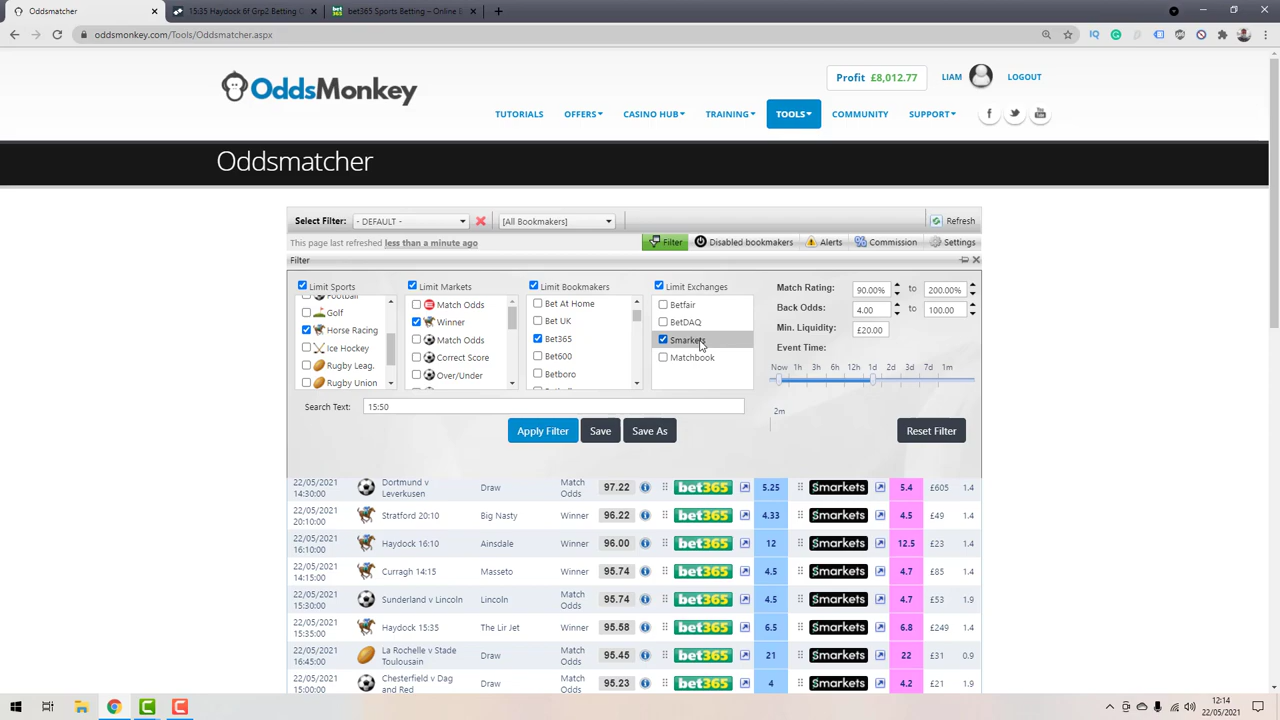 Oddsmatcher
15:35 Haydock 6f Grp2 Betting O
bet365 Sports Betting – Online B
oddsmonkey.com/Tools/Oddsmatcher.aspx
OddsMonkey
Profit £8,012.77
LIAM
LOGOUT
TUTORIALS OFFERS CASINO HUB TRAINING TOOLS COMMUNITY SUPPORT
Oddsmatcher
Select Filter: - DEFAULT - [All Bookmakers] Refresh
This page last refreshed less than a minute ago
Filter Disabled bookmakers Alerts Commission Settings
Filter
Limit Sports
Football
Golf
Horse Racing
Ice Hockey
Rugby Leag.
Rugby Union
Limit Markets
Match Odds
Winner
Match Odds
Correct Score
Over/Under
Limit Bookmakers
Bet At Home
Bet UK
Bet365
Bet600
Betboro
Limit Exchanges
Betfair
BetDAQ
Smarkets
Matchbook
Match Rating: 90.00% to 200.00%
Back Odds: 4.00 to 100.00
Min. Liquidity: £20.00
Event Time:
Now 1h 3h 6h 12h 1d 2d 3d 7d 1m
2m
Search Text: 15:50
Apply Filter Save Save As Reset Filter
22/05/2021 14:30:00 Dortmund v Leverkusen Draw Match Odds 97.22 bet365 5.25 smarkets 5.4 £605 1.4
22/05/2021 20:10:00 Stratford 20:10 Big Nasty Winner 96.22 bet365 4.33 smarkets 4.5 £49 1.4
22/05/2021 16:10:00 Haydock 16:10 Ainsdale Winner 96.00 bet365 12 smarkets 12.5 £23 1.4
22/05/2021 14:15:00 Curragh 14:15 Masseto Winner 95.74 bet365 4.5 smarkets 4.7 £85 1.4
22/05/2021 15:30:00 Sunderland v Lincoln Lincoln Match Odds 95.74 bet365 4.5 smarkets 4.7 £53 1.9
22/05/2021 15:35:00 Haydock 15:35 The Lir Jet Winner 95.58 bet365 6.5 smarkets 6.8 £249 1.4
22/05/2021 16:45:00 La Rochelle v Stade Toulousain Draw Match Odds 95.45 bet365 21 smarkets 22 £31 0.9
22/05/2021 15:00:00 Chesterfield v Dag and Red Draw Match Odds 95.23 bet365 4 smarkets 4.2 £21 1.9
12:14
22/05/2021